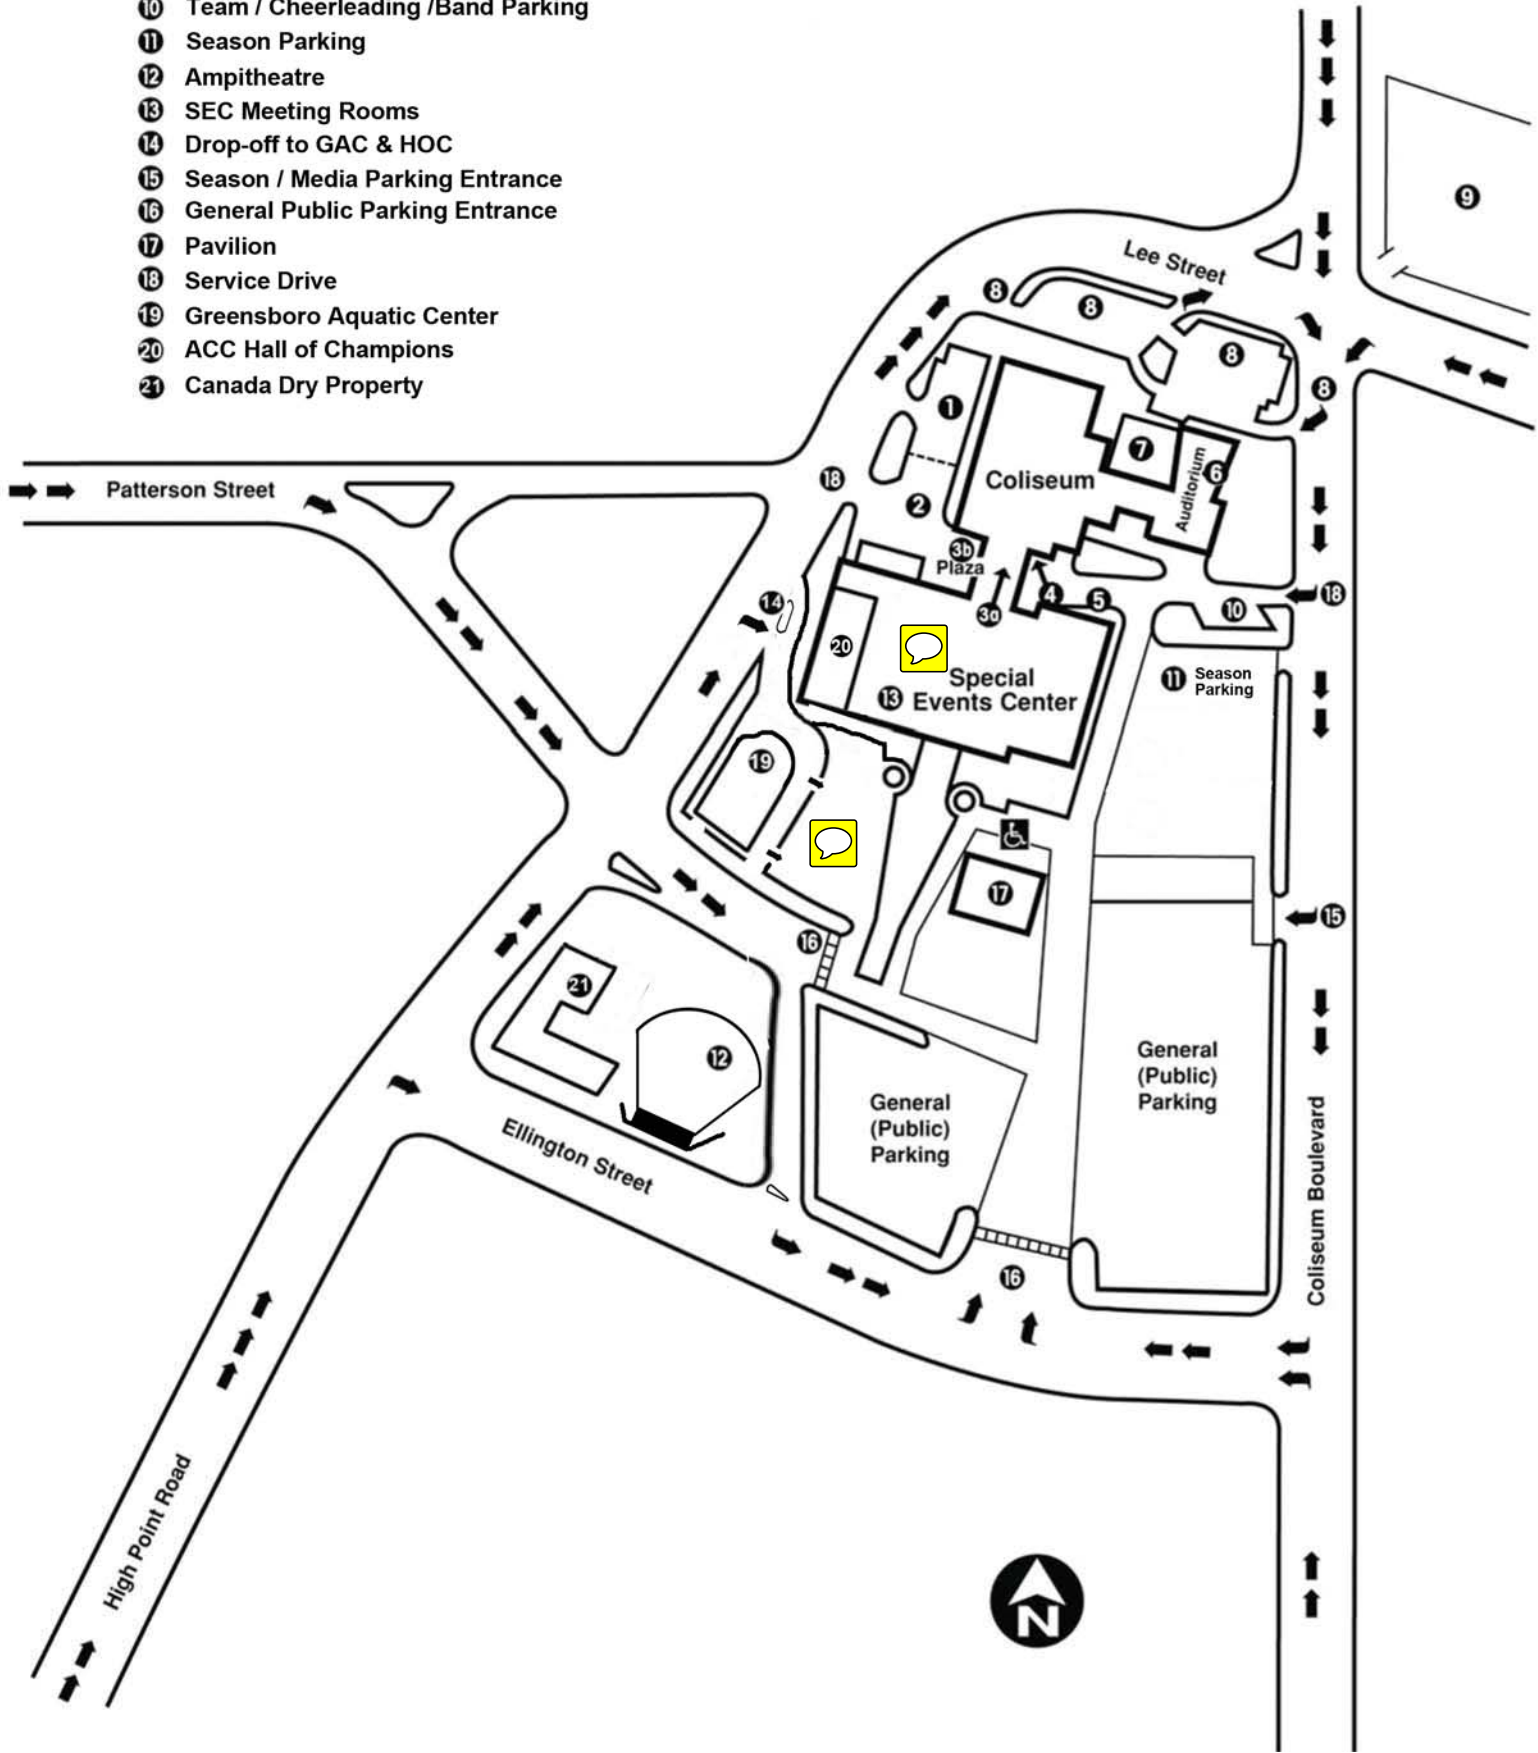 10 Team / Cheerleading /Band Parking
11 Season Parking
12 Ampitheatre
13 SEC Meeting Rooms
14 Drop-off to GAC & HOC
15 Season / Media Parking Entrance
16 General Public Parking Entrance
17 Pavilion
18 Service Drive
19 Greensboro Aquatic Center
20 ACC Hall of Champions
21 Canada Dry Property
9
Lee Street
8
8
8
8
1
7
6
Coliseum
Auditorium
Patterson Street
18
2
3b
Plaza
4
5
3a
18
10
14
20
11 Season
Parking
Special
13 Events Center
19
17
15
16
21
12
General
(Public)
Parking
General
(Public)
Parking
Ellington Street
Coliseum Boulevard
16
High Point Road
N